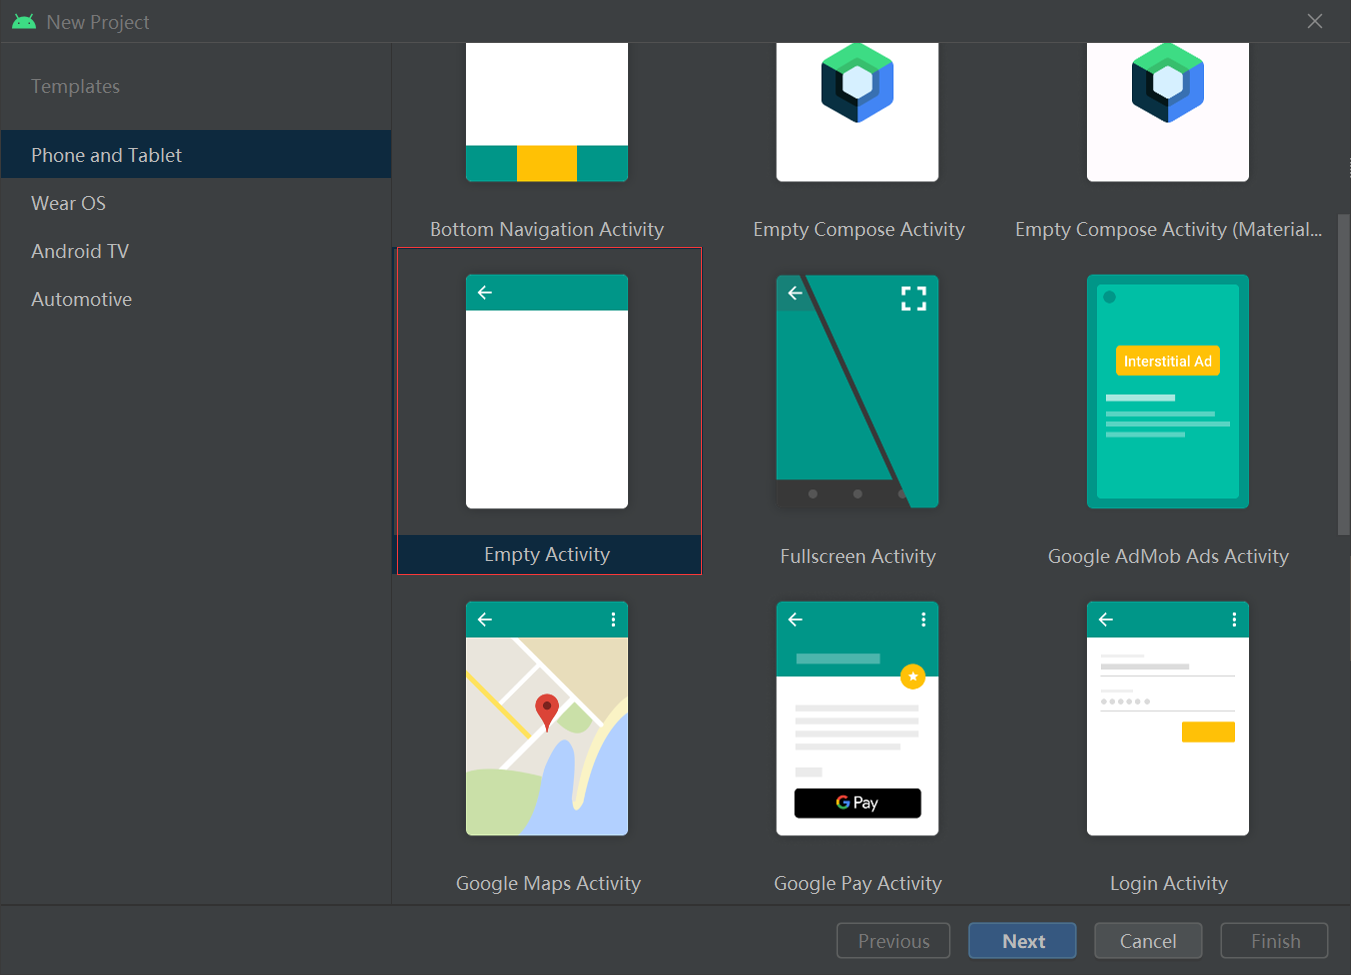 New Project
Templates
Phone and Tablet
Wear OS
Android TV
Automotive
Bottom Navigation Activity
Empty Compose Activity
Empty Compose Activity (Material...
Empty Activity
Fullscreen Activity
Interstitial Ad
Google AdMob Ads Activity
Google Maps Activity
G Pay
Google Pay Activity
Login Activity
Previous
Next
Cancel
Finish